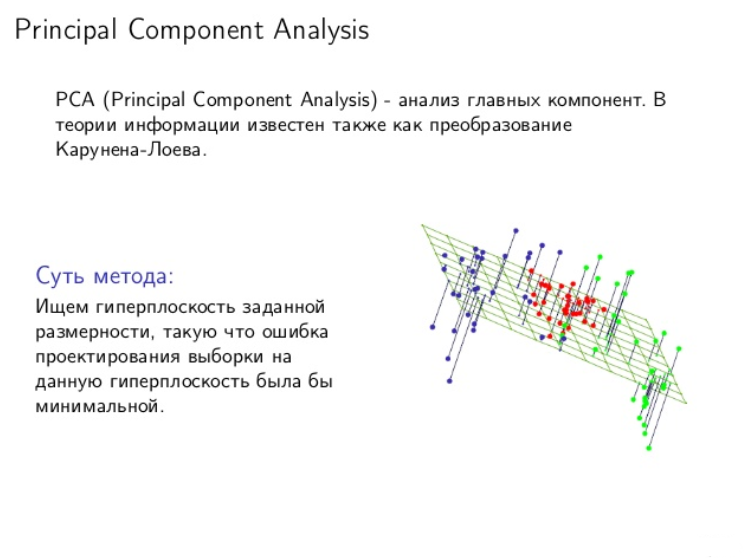 Principal Component Analysis
PCA (Principal Component Analysis) - анализ главных компонент. В
теории информации известен также как преобразование
Карунена-Лоева.
Суть метода:
Ищем гиперплоскость заданной
размерности, такую что ошибка
проектирования выборки на
данную гиперплоскость была бы
минимальной.